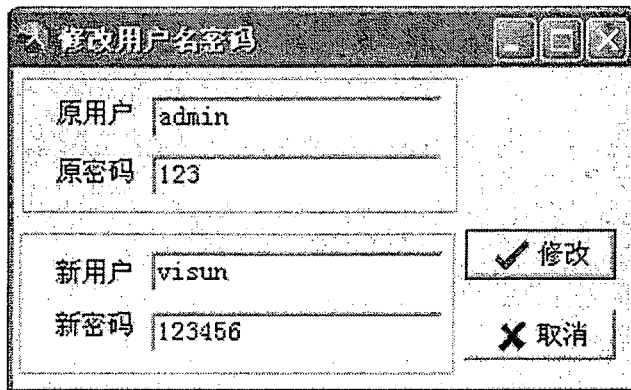 修改用户名密码
原用户 admin
原密码 123
新用户 visun
新密码 123456
修改
取消